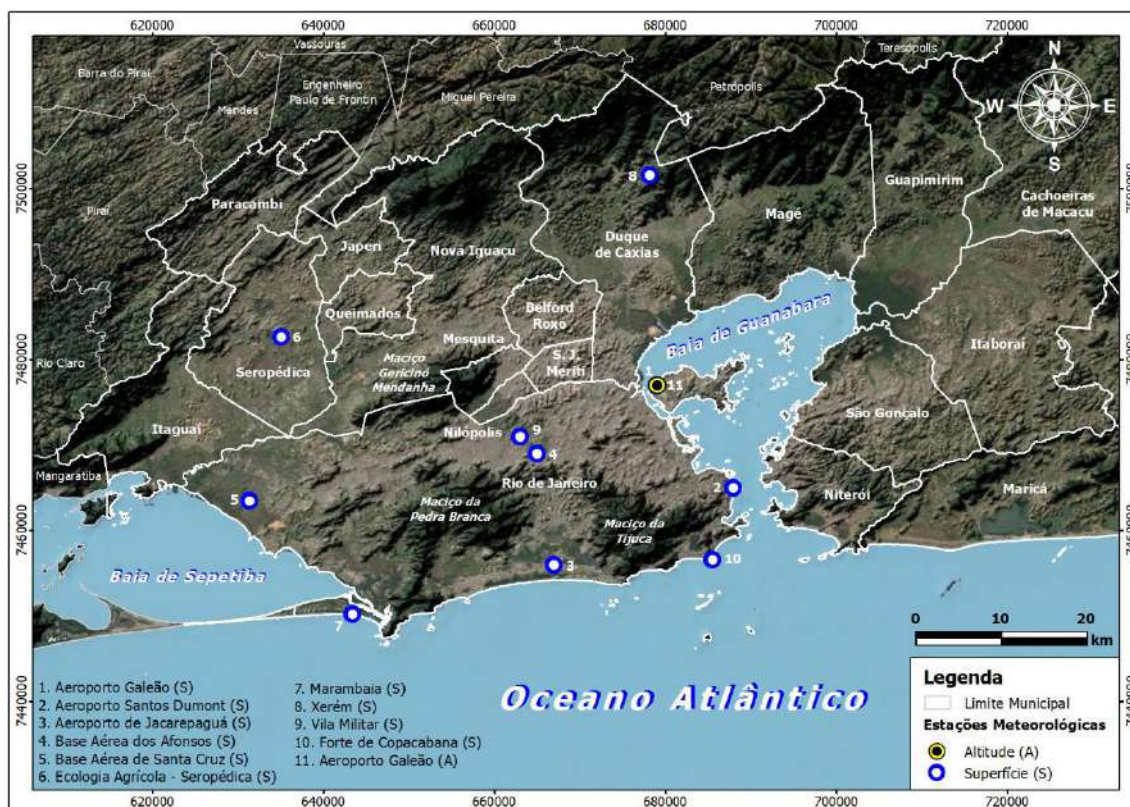 620000 640000 660000 680000 700000 720000
Vassouras
Teresópolis
N
Barra do Piraí
Engenheiro
Paulo de Frontin
Miguel Pereira
Petrópolis
Mendes
W E
S
7500000
7500000
8
Guapimirim
Paracambi
Piraí
Cachoeiras
de Macacu
Magé
Japeri
Nova Iguaçu
Duque
de Caxias
Belford
Roxo
Baia de Guanabara
Queimados
6
Mesquita
Itaboraí
Rio Claro
7480000
7480000
S. J.
Meriti
Seropédica
Maciço
Gericinó
Mendanha
1
11
São Gonçalo
Itaguaí
Nilópolis
9
4
Mangaratiba
Rio de Janeiro
2
5
Niterói
Maricá
Maciço da
Pedra Branca
Maciço da
Tijuca
7460000
7460000
10
3
Baia de Sepetiba
7
0 10 20
km
1. Aeroporto Galeão (S)
2. Aeroporto Santos Dumont (S)
3. Aeroporto de Jacarepaguá (S)
4. Base Aérea dos Afonsos (S)
5. Base Aérea de Santa Cruz (S)
6. Ecologia Agrícola - Seropédica (S)
7. Marambaia (S)
8. Xerém (S)
9. Vila Militar (S)
10. Forte de Copacabana (S)
11. Aeroporto Galeão (A)
Oceano Atlântico
7440000
7440000
Legenda
Limite Municipal
Estações Meteorológicas
Altitude (A)
Superfície (S)
620000 640000 660000 680000 700000 720000